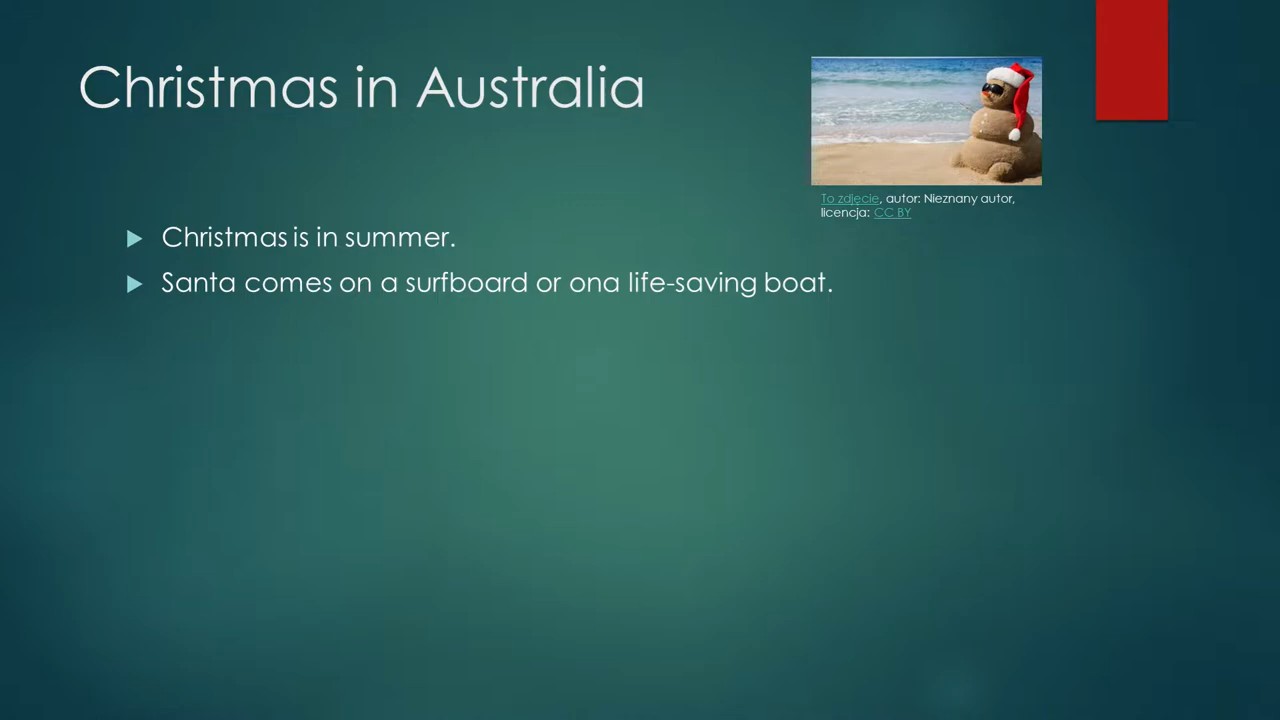 Christmas in Australia
To zdjęcie, autor: Nieznany autor,
licencja: CC BY
Christmas is in summer.
Santa comes on a surfboard or ona life-saving boat.